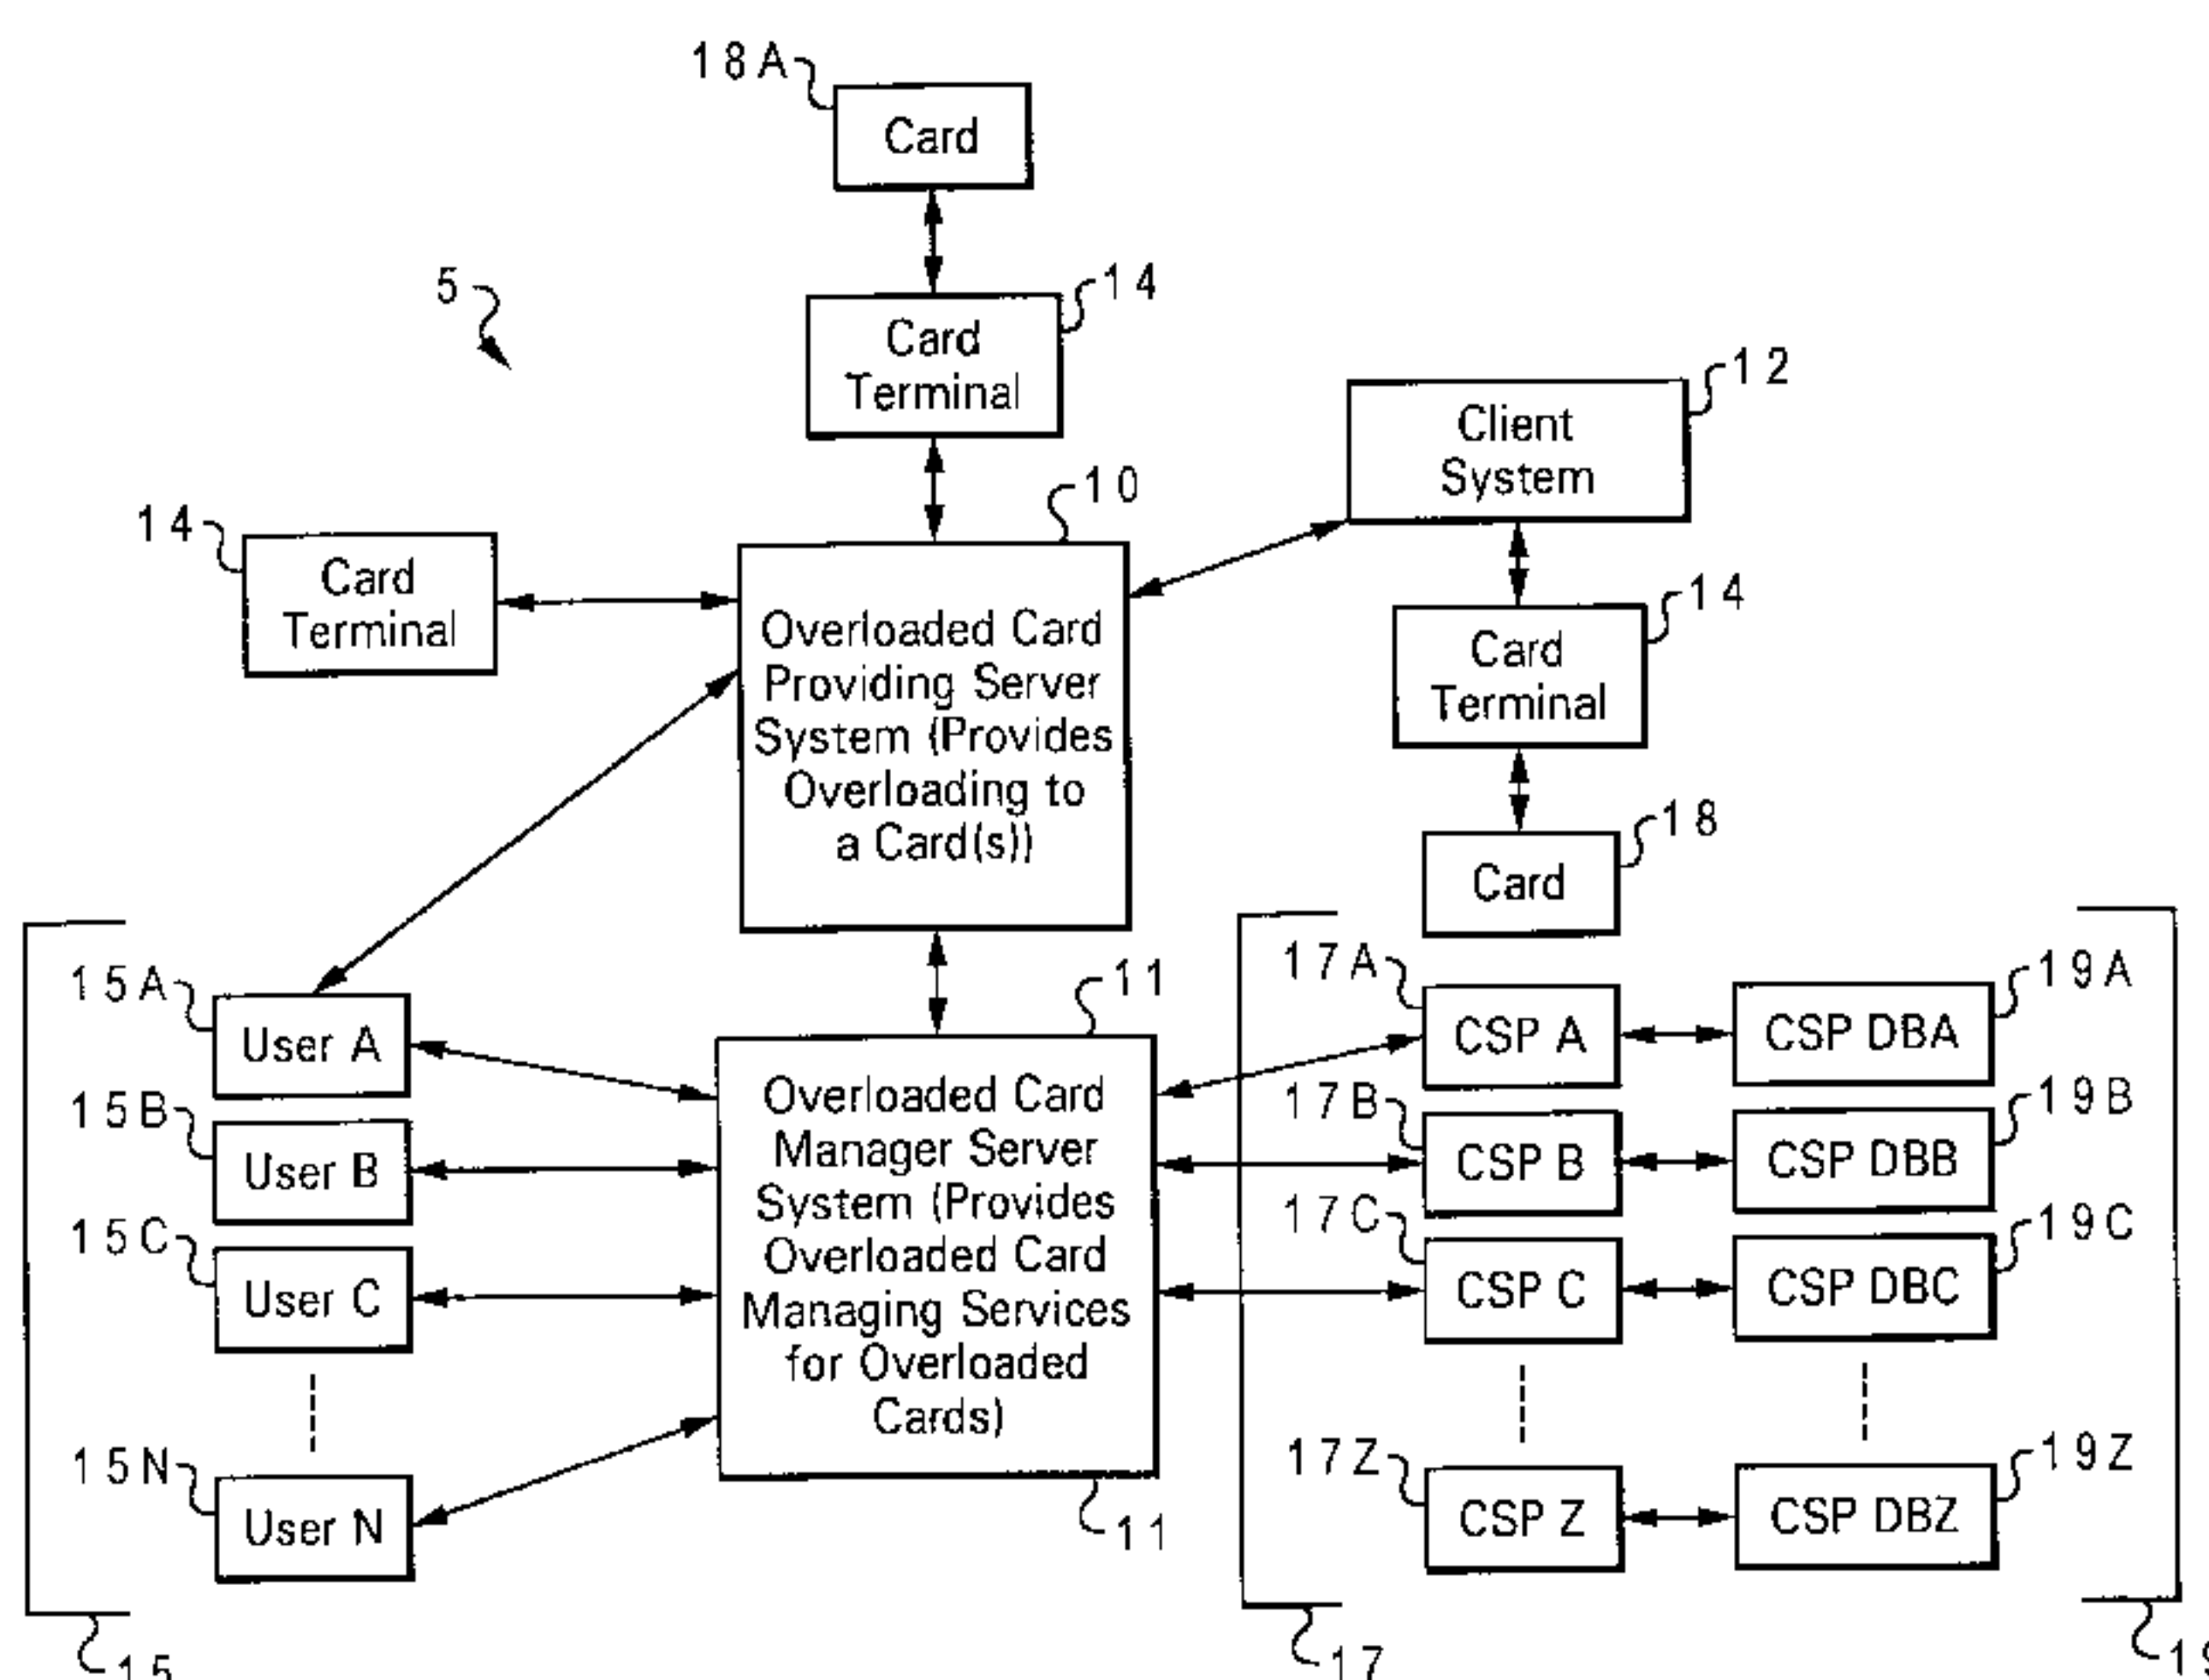 18A
Card
5
14
Card
Terminal
12
Client
System
10
14
Card
Terminal
Overloaded Card
Providing Server
System (Provides
Overloading to
a Card(s))
14
Card
Terminal
18
Card
15A
User A
15B
User B
15C
User C
15N
User N
15
11
Overloaded Card
Manager Server
System (Provides
Overloaded Card
Managing Services
for Overloaded
Cards)
11
17A
CSP A
17B
CSP B
17C
CSP C
17Z
CSP Z
17
19A
CSP DBA
19B
CSP DBB
19C
CSP DBC
19Z
CSP DBZ
19